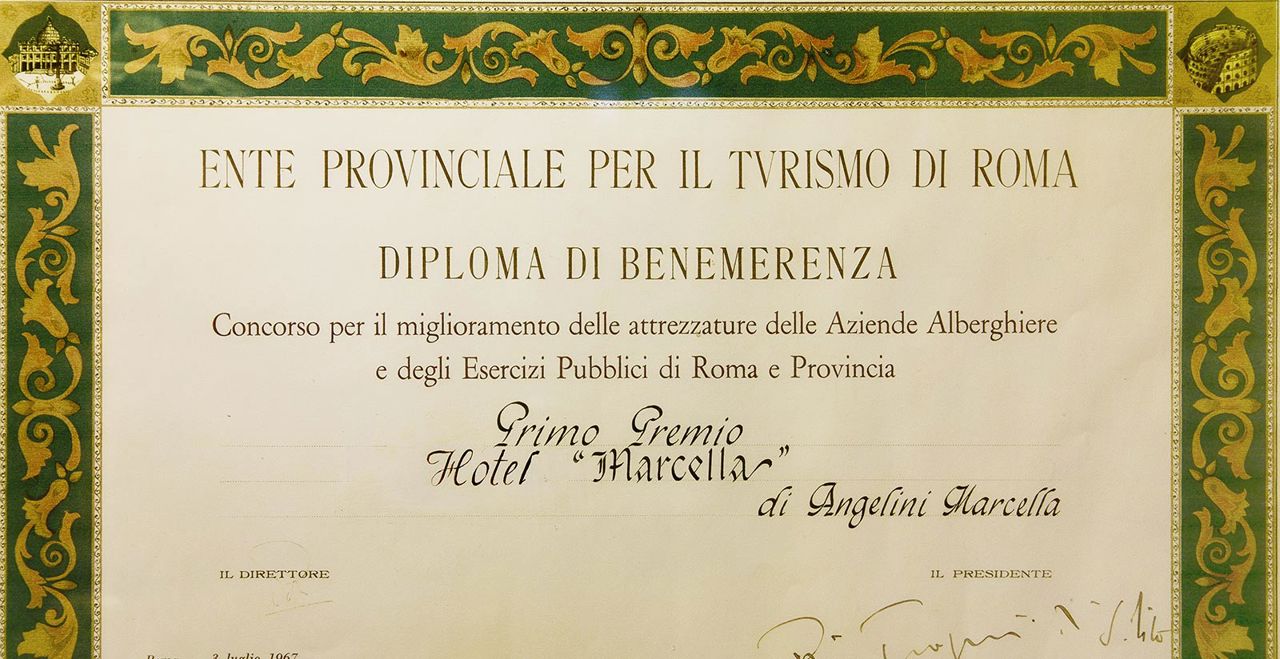 ENTE PROVINCIALE PER IL TVRISMO DI ROMA
DIPLOMA DI BENEMERENZA
Concorso per il miglioramento delle attrezzature delle Aziende Alberghiere
e degli Esercizi Pubblici di Roma e Provincia
Primo Premio
Hotel “Marcella”
di Angelini Marcella
IL DIRETTORE
IL PRESIDENTE
Roma 3 luglio 1967